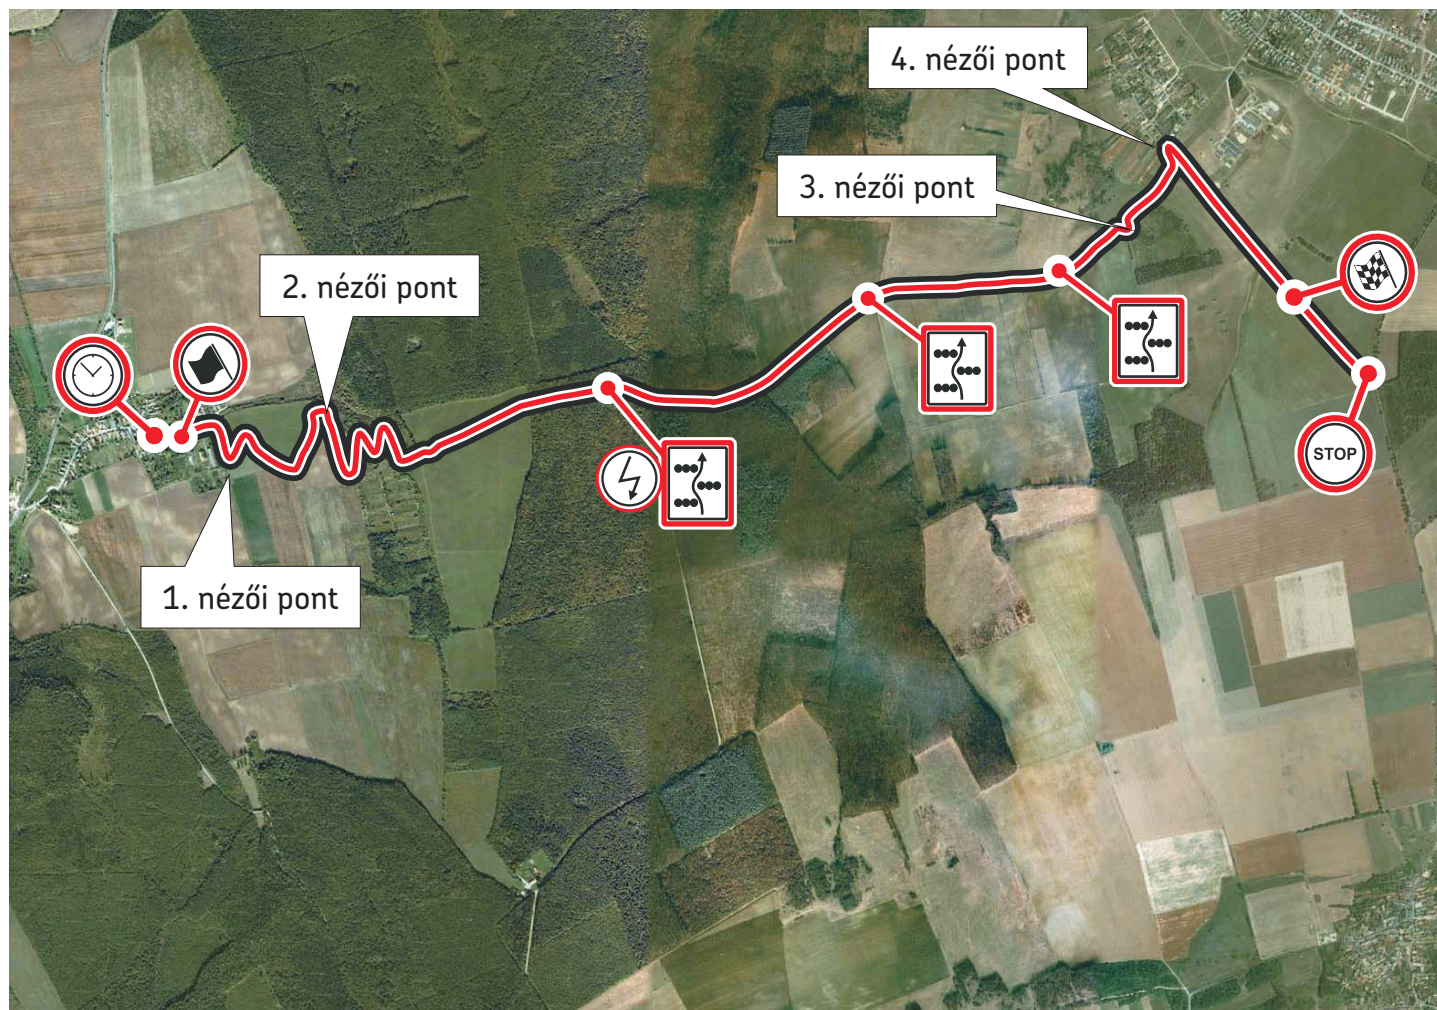 4. nézői pont
3. nézői pont
2. nézői pont
STOP
1. nézői pont